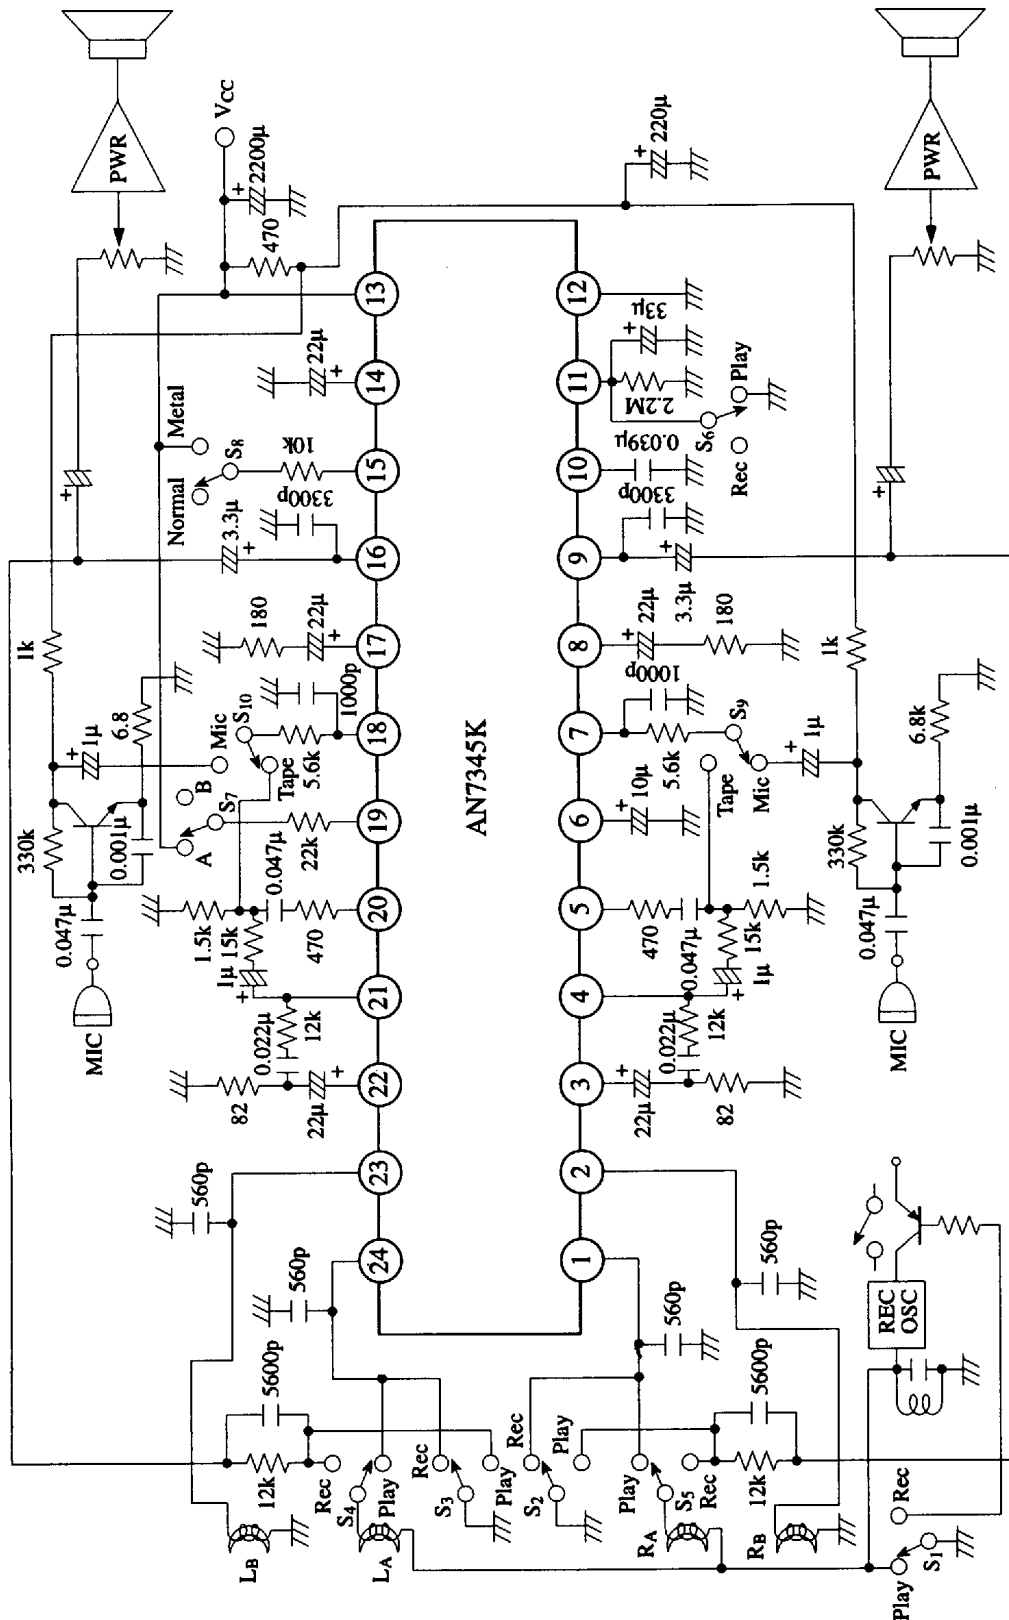 PWR
PWR
VCC
2200μ
470
220μ
13
12
33μ
14
22μ
11
2.2M
Play
S6
Rec
Metal
Normal
S8
10k
15
10
0.039μ
3300p
3.3μ
16
9
3300p
3.3μ
1k
180
22μ
17
8
22μ
180
1k
6.8
1μ
Mic
S10
1000p
5.6k
18
7
1000p
5.6k
S9
Mic
Tape
1μ
6.8k
B
S7
A
Tape
22k
19
6
10μ
330k
0.001μ
330k
0.001μ
AN7345K
0.047μ
MIC
1.5k
15k
0.047μ
470
20
5
470
0.047μ
15k
1.5k
0.047μ
MIC
1μ
21
4
1μ
12k
0.022μ
12k
0.022μ
82
22μ
22
3
22μ
82
560p
23
2
560p
560p
24
1
560p
REC
OSC
5600p
12k
Rec
S4
Play
Rec
S3
Play
Rec
S2
Play
Play
S5
Rec
12k
5600p
LB
LA
RA
RB
Rec
S1
Play